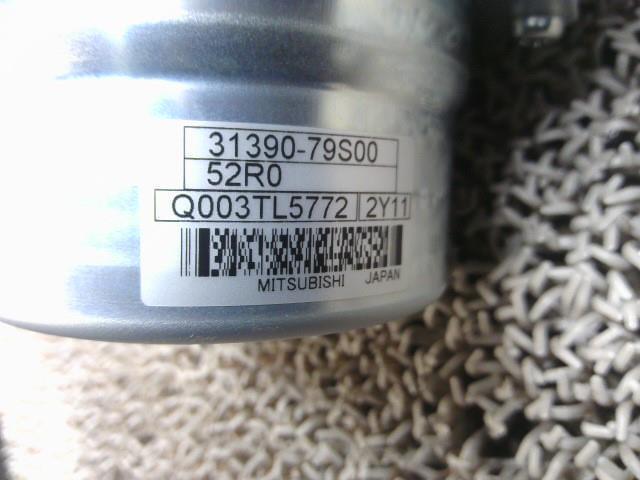 31390-79S00
52R0
Q003TL5772 2Y11
MITSUBISHI JAPAN